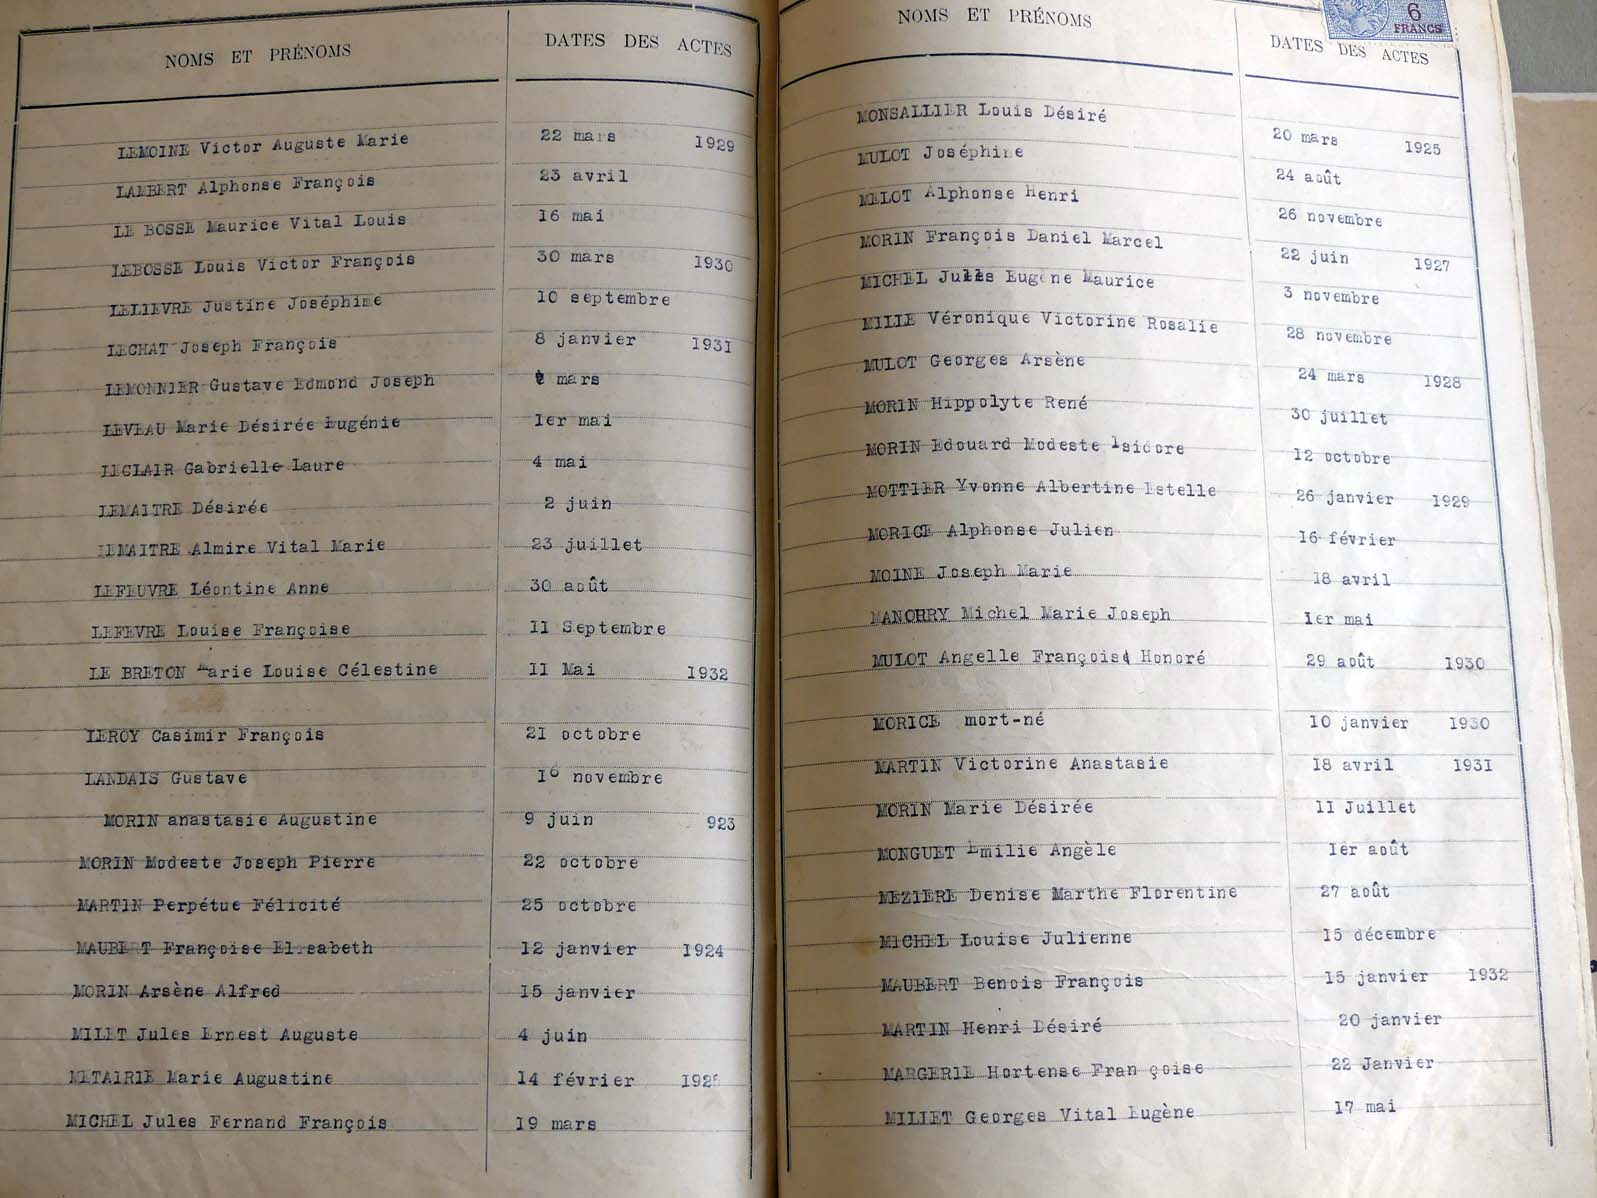 NOMS ET PRÉNOMS DATES DES ACTES
LEMOINE Victor Auguste Marie 22 mars 1929
LAMBERT Alphonse François 23 avril
LE BOSSE Maurice Vital Louis 16 mai
LEBOSSE Louis Victor François 30 mars 1930
LELIEVRE Justine Joséphine 10 septembre
LECHAT Joseph François 8 janvier 1931
LEMONNIER Gustave Edmond Joseph mars
LEVEAU Marie Désirée Eugénie 1er mai
LECLAIR Gabrielle Laure 4 mai
LEMAITRE Désirée 2 juin
LEMAITRE Almire Vital Marie 23 juillet
LEFEUVRE Léontine Anne 30 août
LEFEVRE Louise Françoise 11 Septembre
LE BRETON Marie Louise Célestine 11 Mai 1932
LEROY Casimir François 21 octobre
LANDAIS Gustave 16 novembre
MORIN anastasie Augustine 9 juin 923
MORIN Modeste Joseph Pierre 22 octobre
MARTIN Perpétue Félicité 25 octobre
MAUBERT Françoise Elisabeth 12 janvier 1924
MORIN Arsène Alfred 15 janvier
MILET Jules Ernest Auguste 4 juin
METAIRIE Marie Augustine 14 février
MICHEL Jules Fernand François 19 mars
6
FRANCS
NOMS ET PRÉNOMS DATES DES ACTES
MONSALLIER Louis Désiré 20 mars 1925
MULOT Joséphine 24 août
MELOT Alphonse Henri 26 novembre
MORIN François Daniel Marcel 22 juin 1927
MICHEL Jules Eugène Maurice 3 novembre
MILLE Véronique Victorine Rosalie 28 novembre
MULOT Georges Arsène 24 mars 1928
MORIN Hippolyte René 30 juillet
MORIN Edouard Modeste Isidore 12 octobre
MOTTIER Yvonne Albertine Estelle 26 janvier 1929
MORICE Alphonse Julien 16 février
MOINE Joseph Marie 18 avril
MANCHRY Michel Marie Joseph 1er mai
MULOT Angelle François Honoré 29 août 1930
MORICE mort-né 10 janvier 1930
MARTIN Victorine Anastasie 18 avril 1931
MORIN Marie Désirée 11 Juillet
MONGUET Emilie Angèle 1er août
MEZIERE Denise Marthe Florentine 27 août
MICHEL Louise Julienne 15 décembre
MAUBERT Benois François 15 janvier 1932
MARTIN Henri Désiré 20 janvier
MARGERIE Hortense Fran çoise 22 Janvier
MILLET Georges Vital Eugène 17 mai